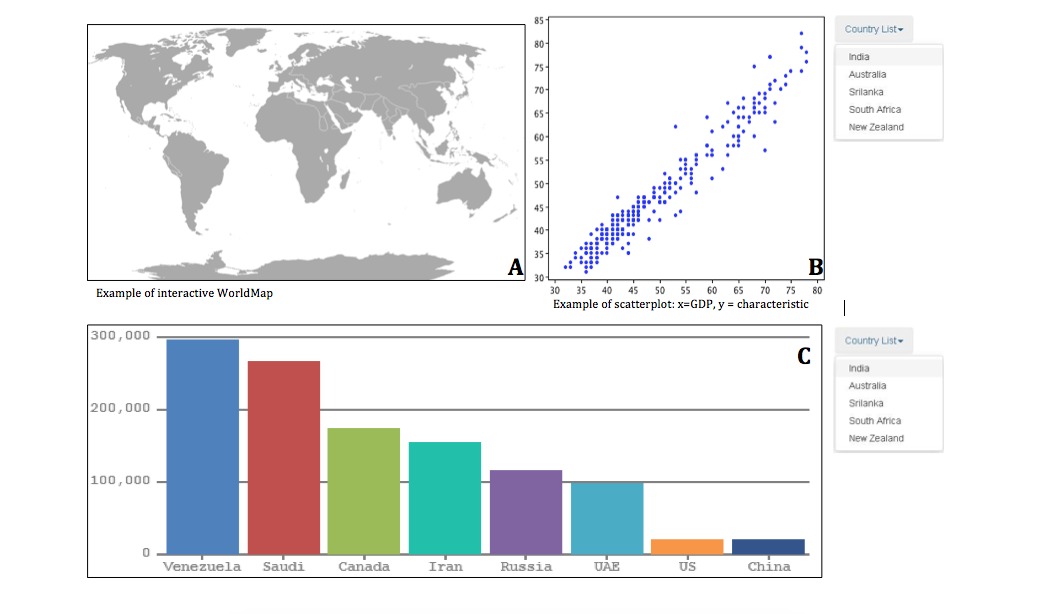 A
Example of interactive WorldMap
85
80
75
70
65
60
55
50
45
40
35
30
30 35 40 45 50 55 60 65 70 75 80
B
Example of scatterplot: x=GDP, y = characteristic
Country List
India
Australia
Srilanka
South Africa
New Zealand
300,000
200,000
100,000
0
C
Venezuela Saudi Canada Iran Russia UAE US China
Country List
India
Australia
Srilanka
South Africa
New Zealand